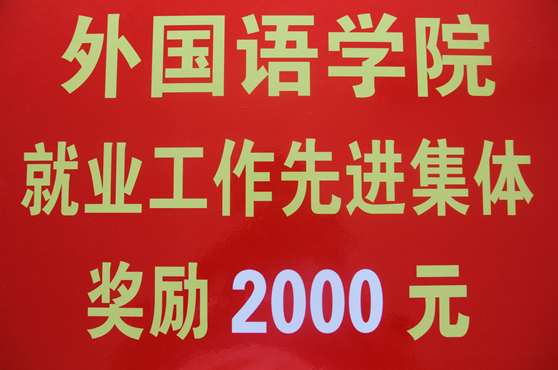 外国语学院
就业工作先进集体
奖励 2000 元